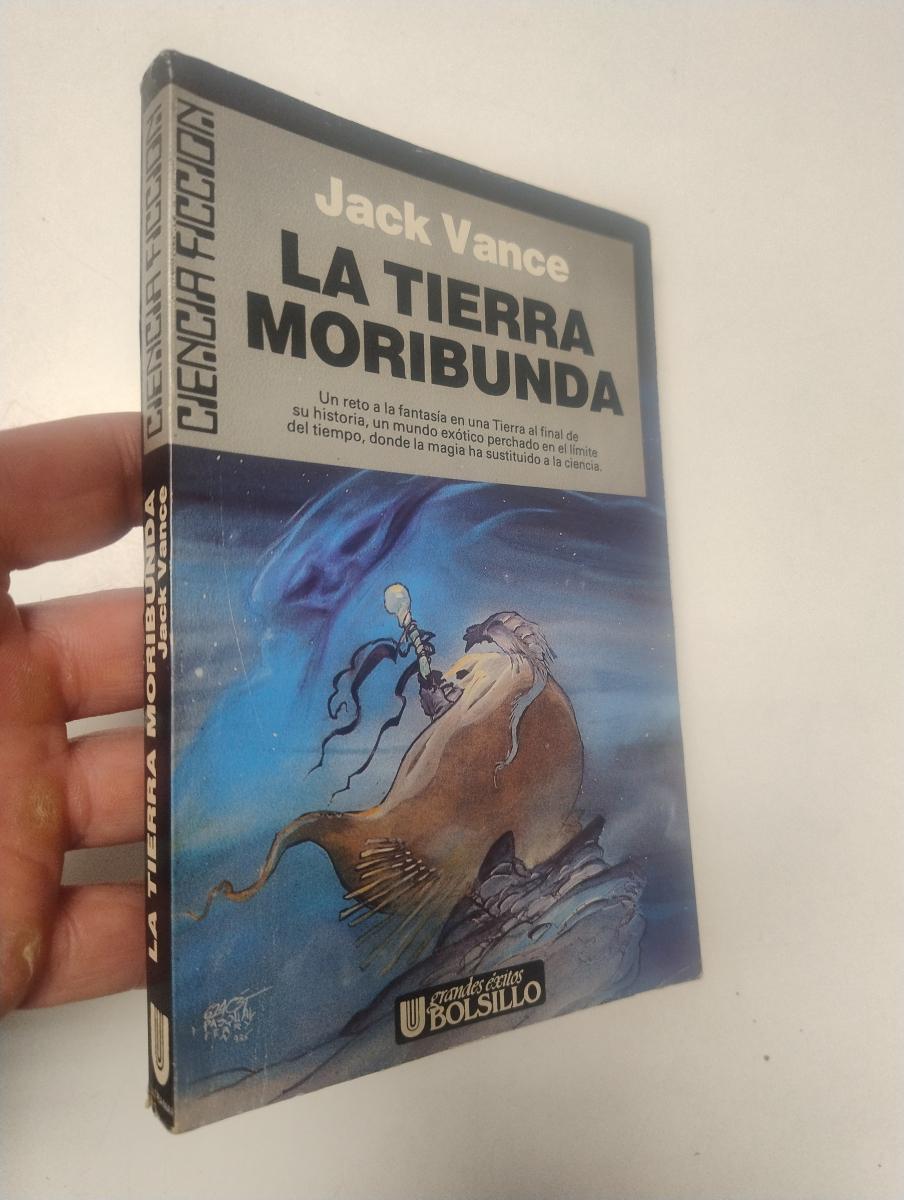 CIENCIA FICCION
LA TIERRA MORIBUNDA
Jack Vance
CIENCIA FICCION
Jack Vance
LA TIERRA
MORIBUNDA
Un reto a la fantasía en una Tierra al final de
su historia, un mundo exótico perchado en el límite
del tiempo, donde la magia ha sustituido a la ciencia.
grandes éxitos
BOLSILLO